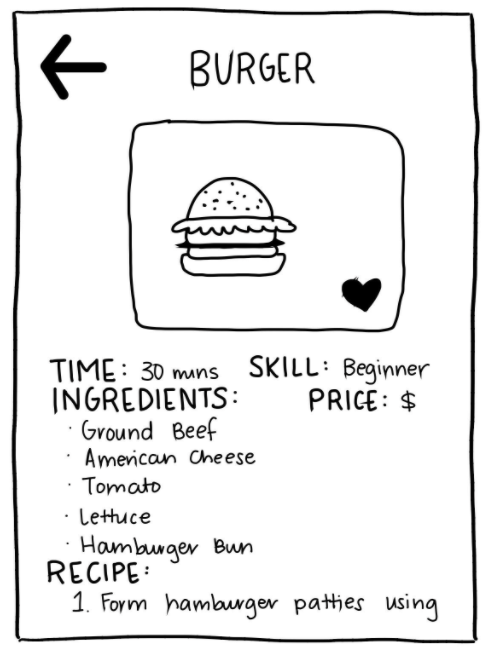 BURGER
TIME: 30 mins SKILL: Beginner
INGREDIENTS: PRICE: $
· Ground Beef
· American Cheese
· Tomato
· Lettuce
· Hamburger Bun
RECIPE:
1. Form hamburger patties using